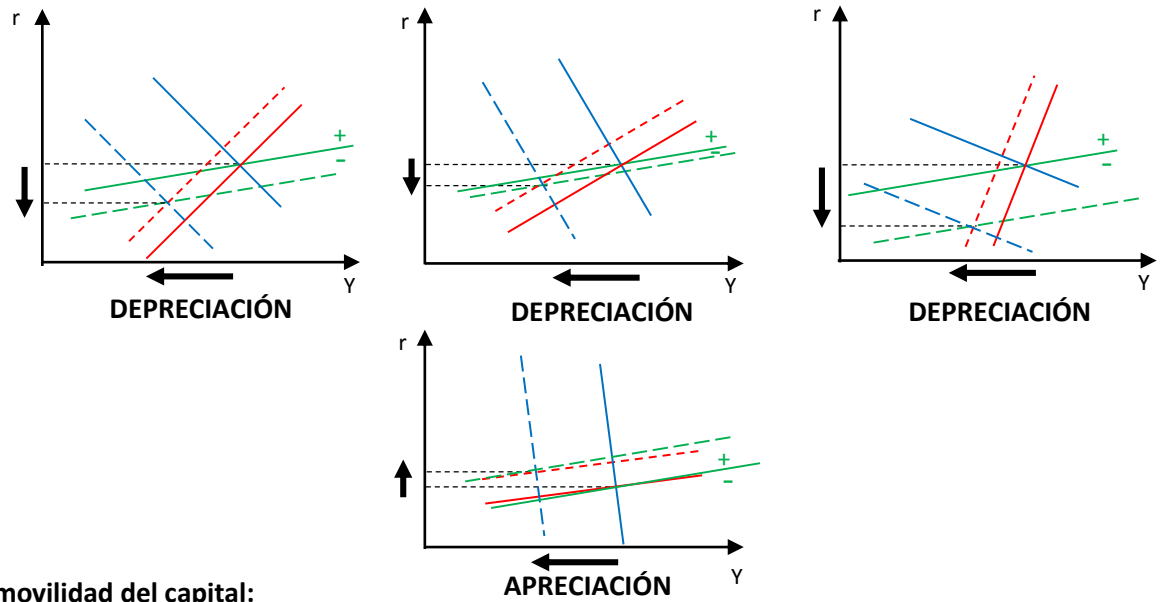 r
+
-
Y
DEPRECIACIÓN
r
+
-
Y
DEPRECIACIÓN
r
+
-
Y
DEPRECIACIÓN
r
+
-
Y
APRECIACIÓN
movilidad del capital: